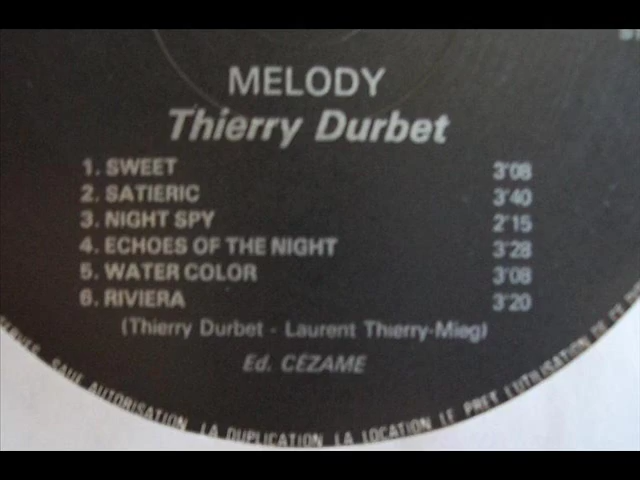 MELODY
Thierry Durbet
1. SWEET 3'08
2. SATIERIC 3'40
3. NIGHT SPY 2'15
4. ECHOES OF THE NIGHT 3'28
5. WATER COLOR 3'08
6. RIVIERA 3'20
(Thierry Durbet - Laurent Thierry-Mieg)
Ed. CÉZAME
SAUF AUTORISATION LA DUPLICATION LA LOCATION LE PRET L'UTILISATION DE CE